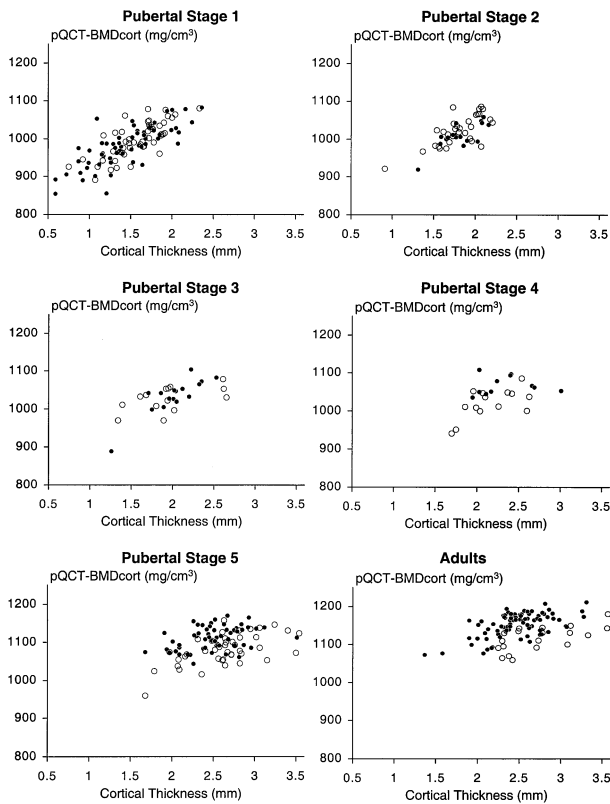 Pubertal Stage 1
pQCT-BMDcort (mg/cm³)
1200
1100
1000
900
800
0.5 1 1.5 2 2.5 3 3.5
Cortical Thickness (mm)
Pubertal Stage 2
pQCT-BMDcort (mg/cm³)
1200
1100
1000
900
800
0.5 1 1.5 2 2.5 3 3.5
Cortical Thickness (mm)
Pubertal Stage 3
pQCT-BMDcort (mg/cm³)
1200
1100
1000
900
800
0.5 1 1.5 2 2.5 3 3.5
Cortical Thickness (mm)
Pubertal Stage 4
pQCT-BMDcort (mg/cm³)
1200
1100
1000
900
800
0.5 1 1.5 2 2.5 3 3.5
Cortical Thickness (mm)
Pubertal Stage 5
pQCT-BMDcort (mg/cm³)
1200
1100
1000
900
800
0.5 1 1.5 2 2.5 3 3.5
Cortical Thickness (mm)
Adults
pQCT-BMDcort (mg/cm³)
1200
1100
1000
900
800
0.5 1 1.5 2 2.5 3 3.5
Cortical Thickness (mm)